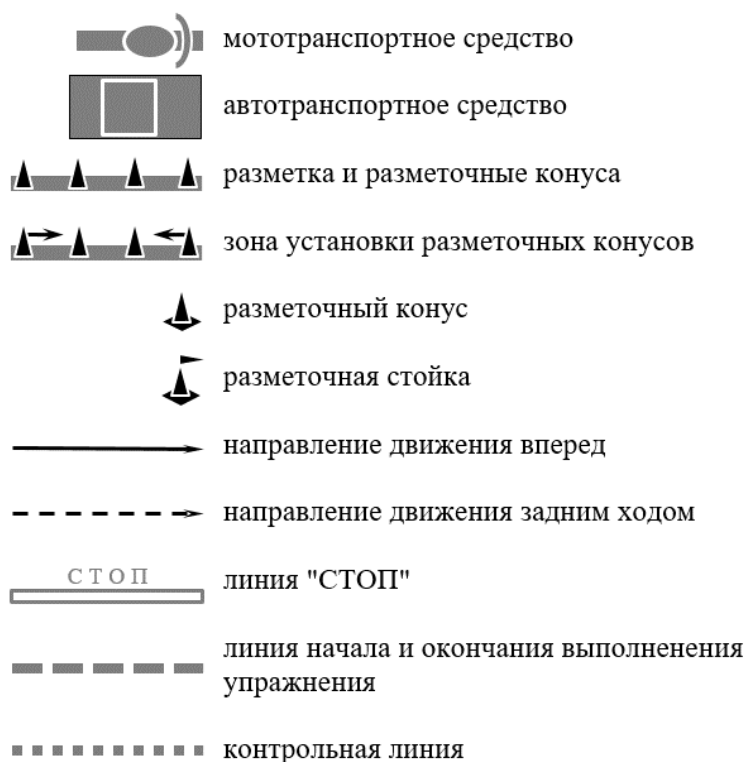 мототранспортное средство
автотранспортное средство
разметка и разметочные конуса
зона установки разметочных конусов
разметочный конус
разметочная стойка
направление движения вперед
направление движения задним ходом
СТОП
линия "СТОП"
линия начала и окончания выполненения
упражнения
контрольная линия